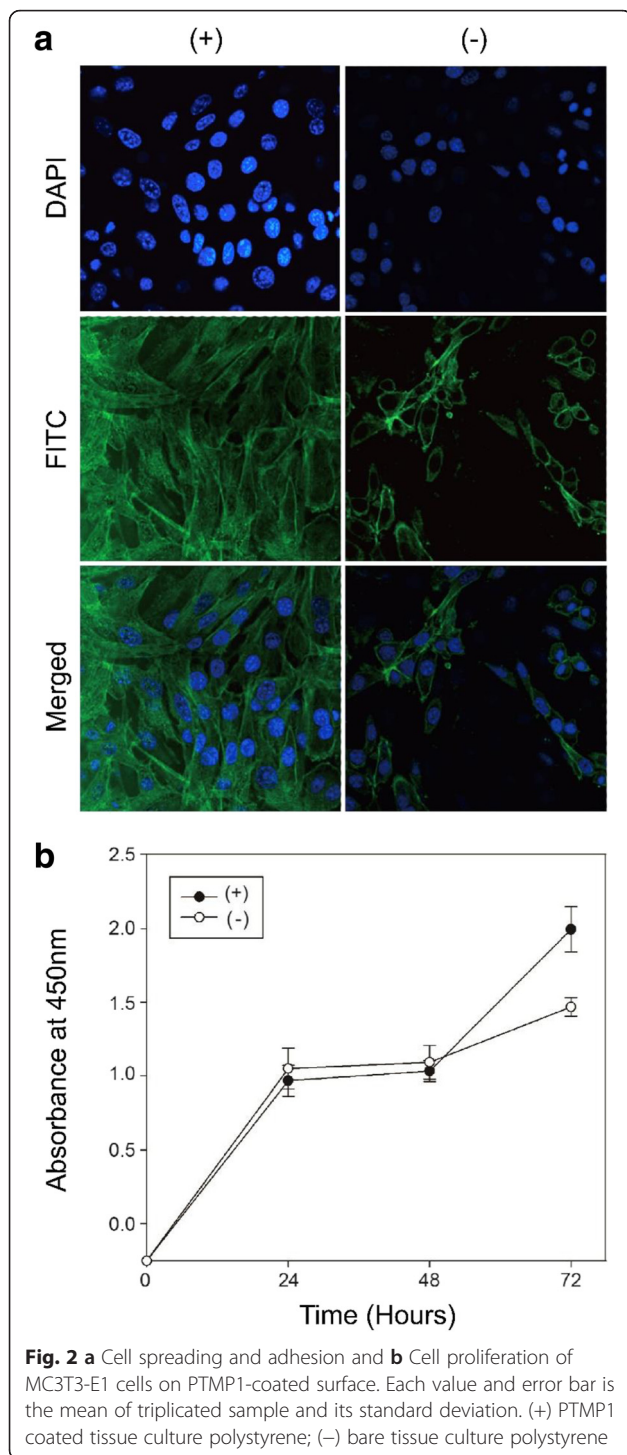 a
(+) (-)
DAPI
FITC
Merged
b
2.5
2.0
1.5
1.0
0.5
0.0
(+)
(-)
Absorbance at 450nm
0 24 48 72
Time (Hours)
Fig. 2 a Cell spreading and adhesion and b Cell proliferation of
MC3T3-E1 cells on PTMP1-coated surface. Each value and error bar is
the mean of triplicated sample and its standard deviation. (+) PTMP1
coated tissue culture polystyrene; (−) bare tissue culture polystyrene